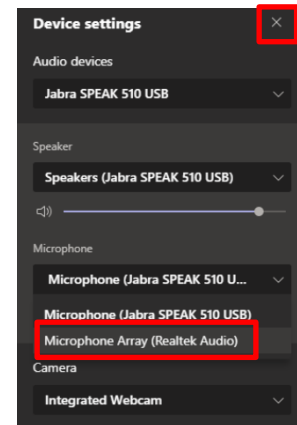 Device settings
Audio devices
Jabra SPEAK 510 USB
Speaker
Speakers (Jabra SPEAK 510 USB)
Microphone
Microphone (Jabra SPEAK 510 U...
Microphone (Jabra SPEAK 510 USB)
Microphone Array (Realtek Audio)
Camera
Integrated Webcam